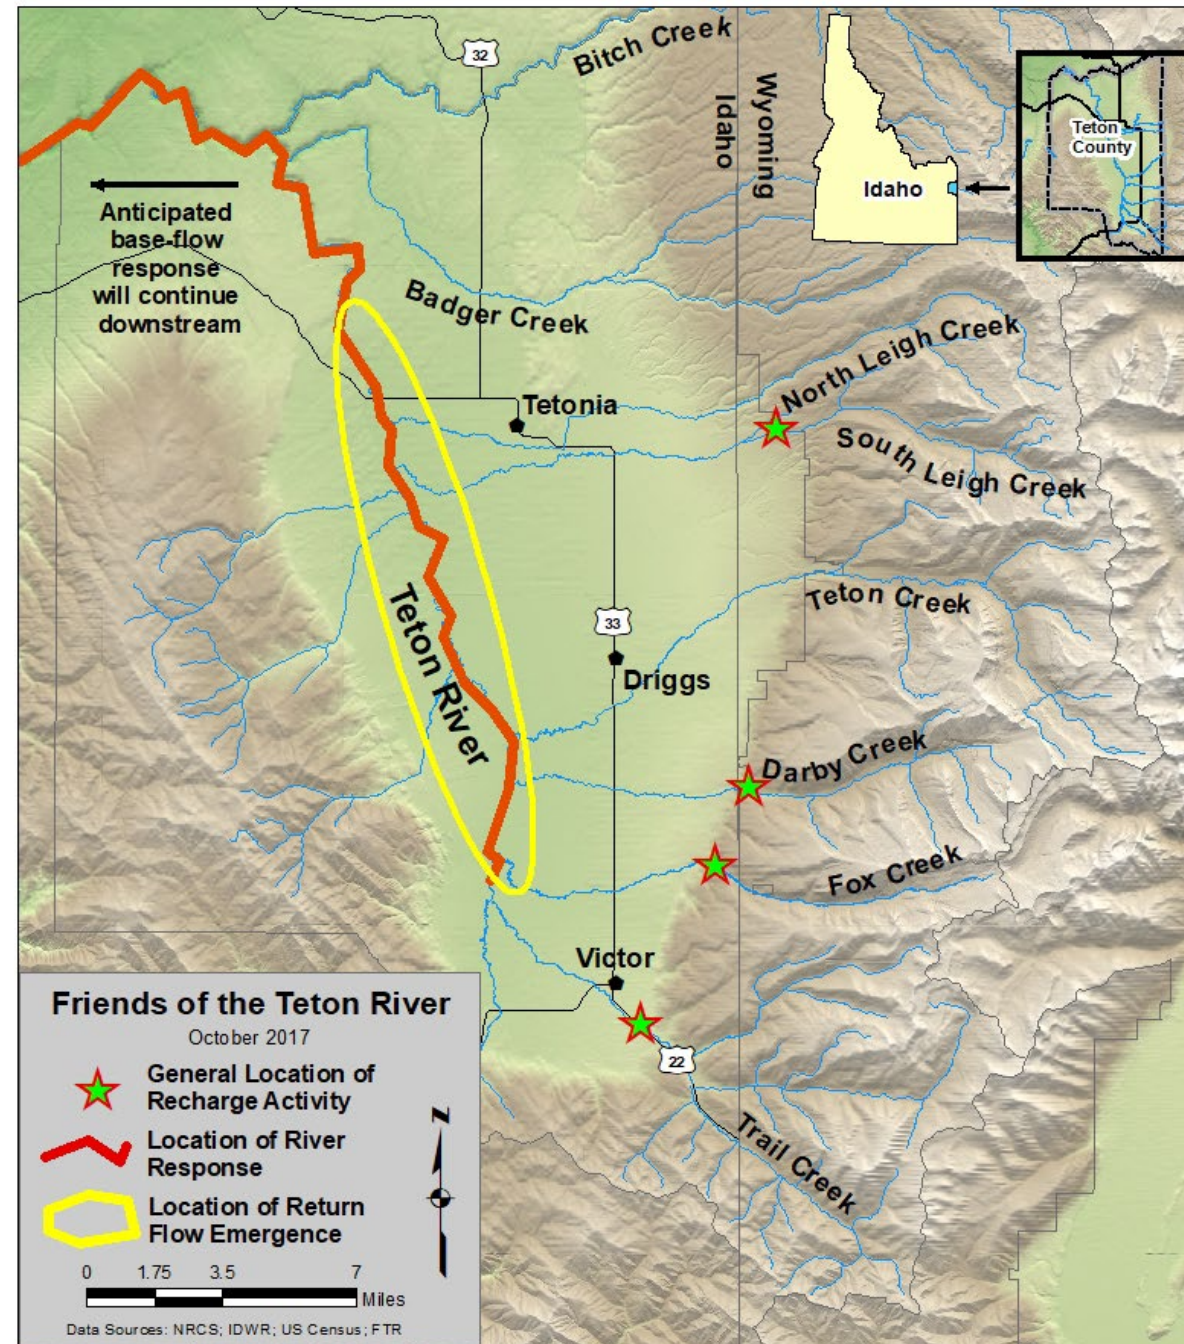 32
Bitch Creek
Wyoming
Idaho
Idaho
Teton
County
Anticipated
base-flow
response
will continue
downstream
Badger Creek
North Leigh Creek
Tetonia
South Leigh Creek
Teton Creek
Teton River
33
Driggs
Darby Creek
Fox Creek
Victor
22
Trail Creek
Friends of the Teton River
October 2017
General Location of
Recharge Activity
Location of River
Response
Location of Return
Flow Emergence
N
0 1.75 3.5 7
Miles
Data Sources: NRCS; IDWR; US Census; FTR